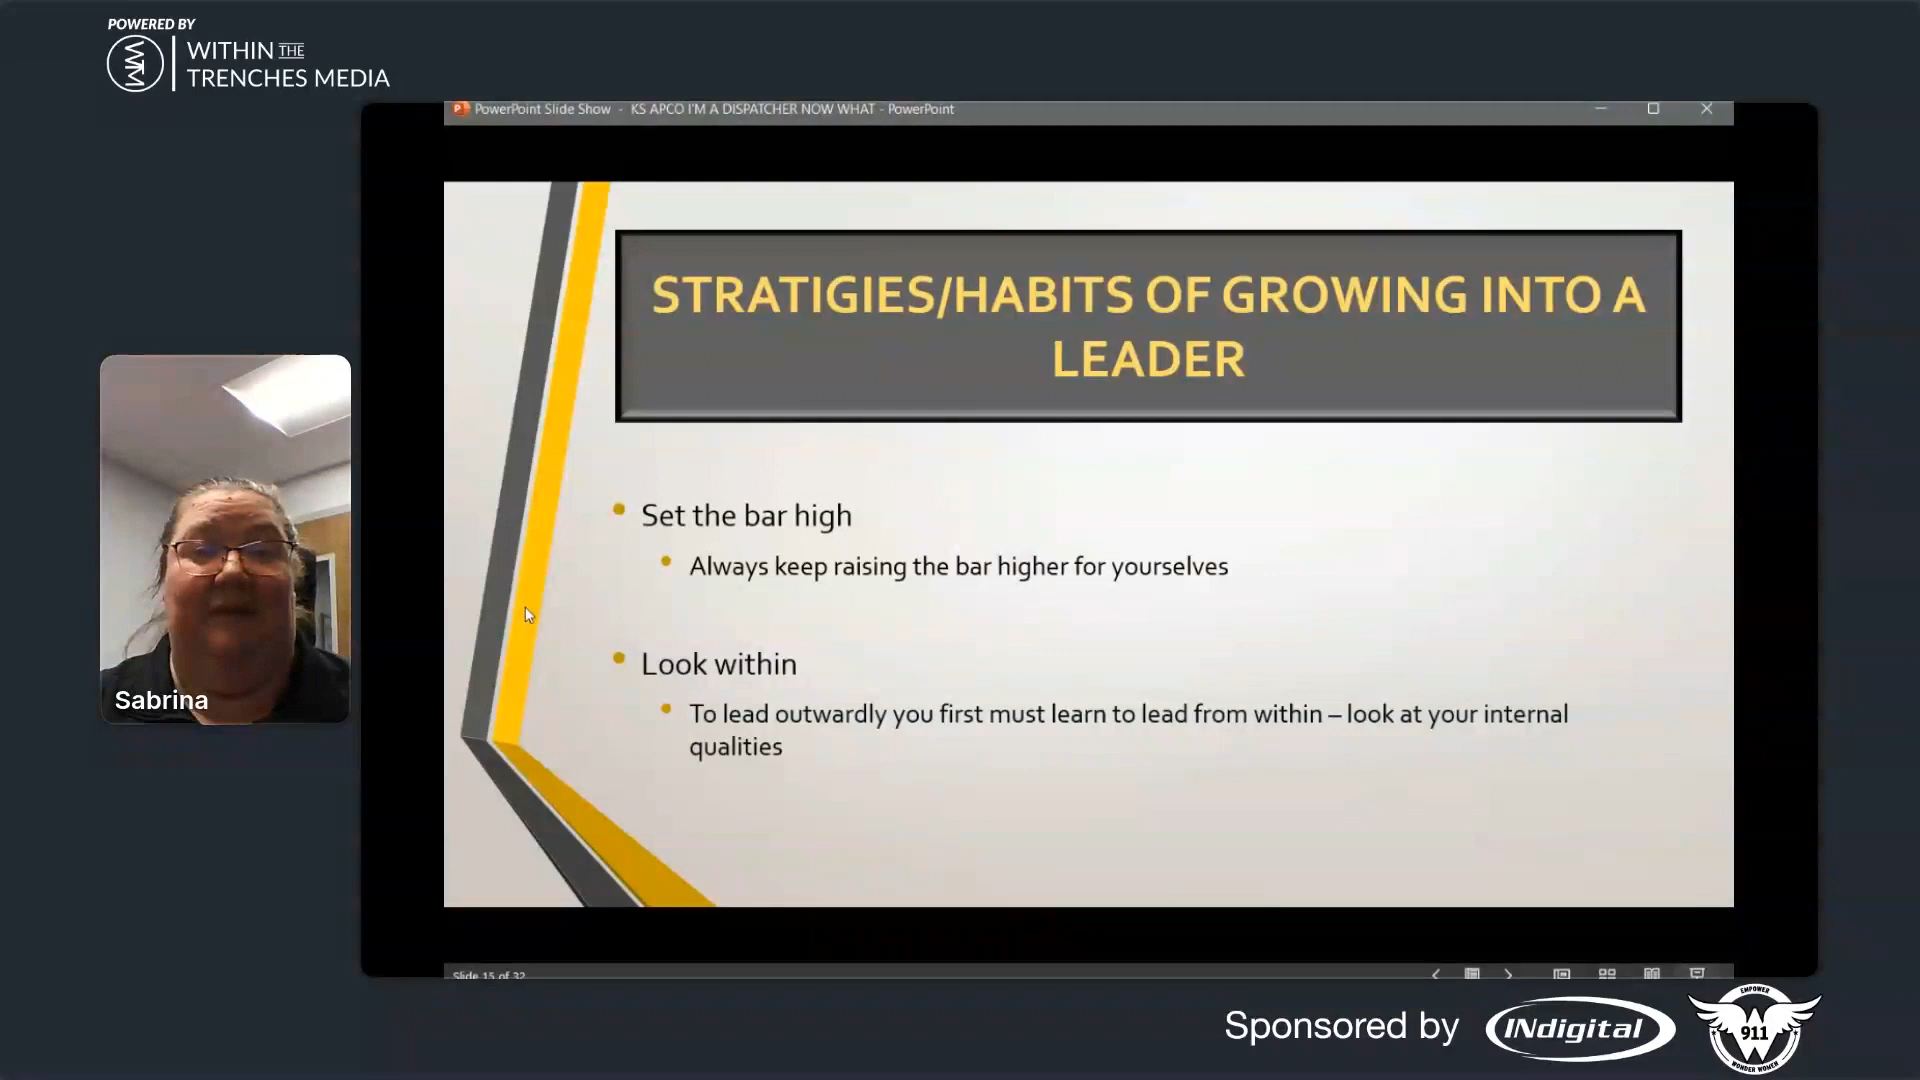 POWERED BY
WITHIN THE
TRENCHES MEDIA
PowerPoint Slide Show - KS APCO I'M A DISPATCHER NOW WHAT - PowerPoint
STRATIGIES/HABITS OF GROWING INTO A
LEADER
Set the bar high
Always keep raising the bar higher for yourselves
Look within
To lead outwardly you first must learn to lead from within – look at your internal
qualities
Sabrina
Slide 15 of 32
Sponsored by
INdigital
EMPOWER
911
W
WONDER WOMEN